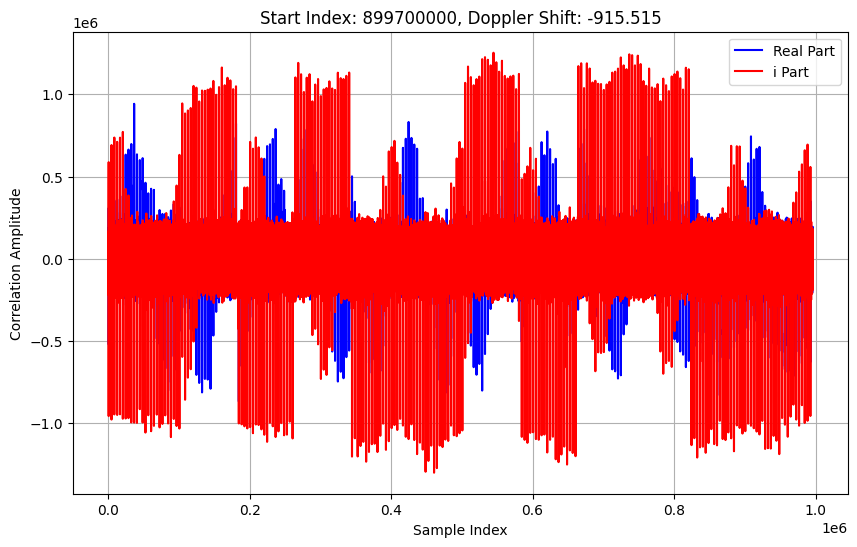 Start Index: 899700000, Doppler Shift: -915.515
1e6
Real Part
i Part
1.0
0.5
0.0
−0.5
−1.0
Correlation Amplitude
0.0
0.2
0.4
0.6
0.8
1.0
1e6
Sample Index